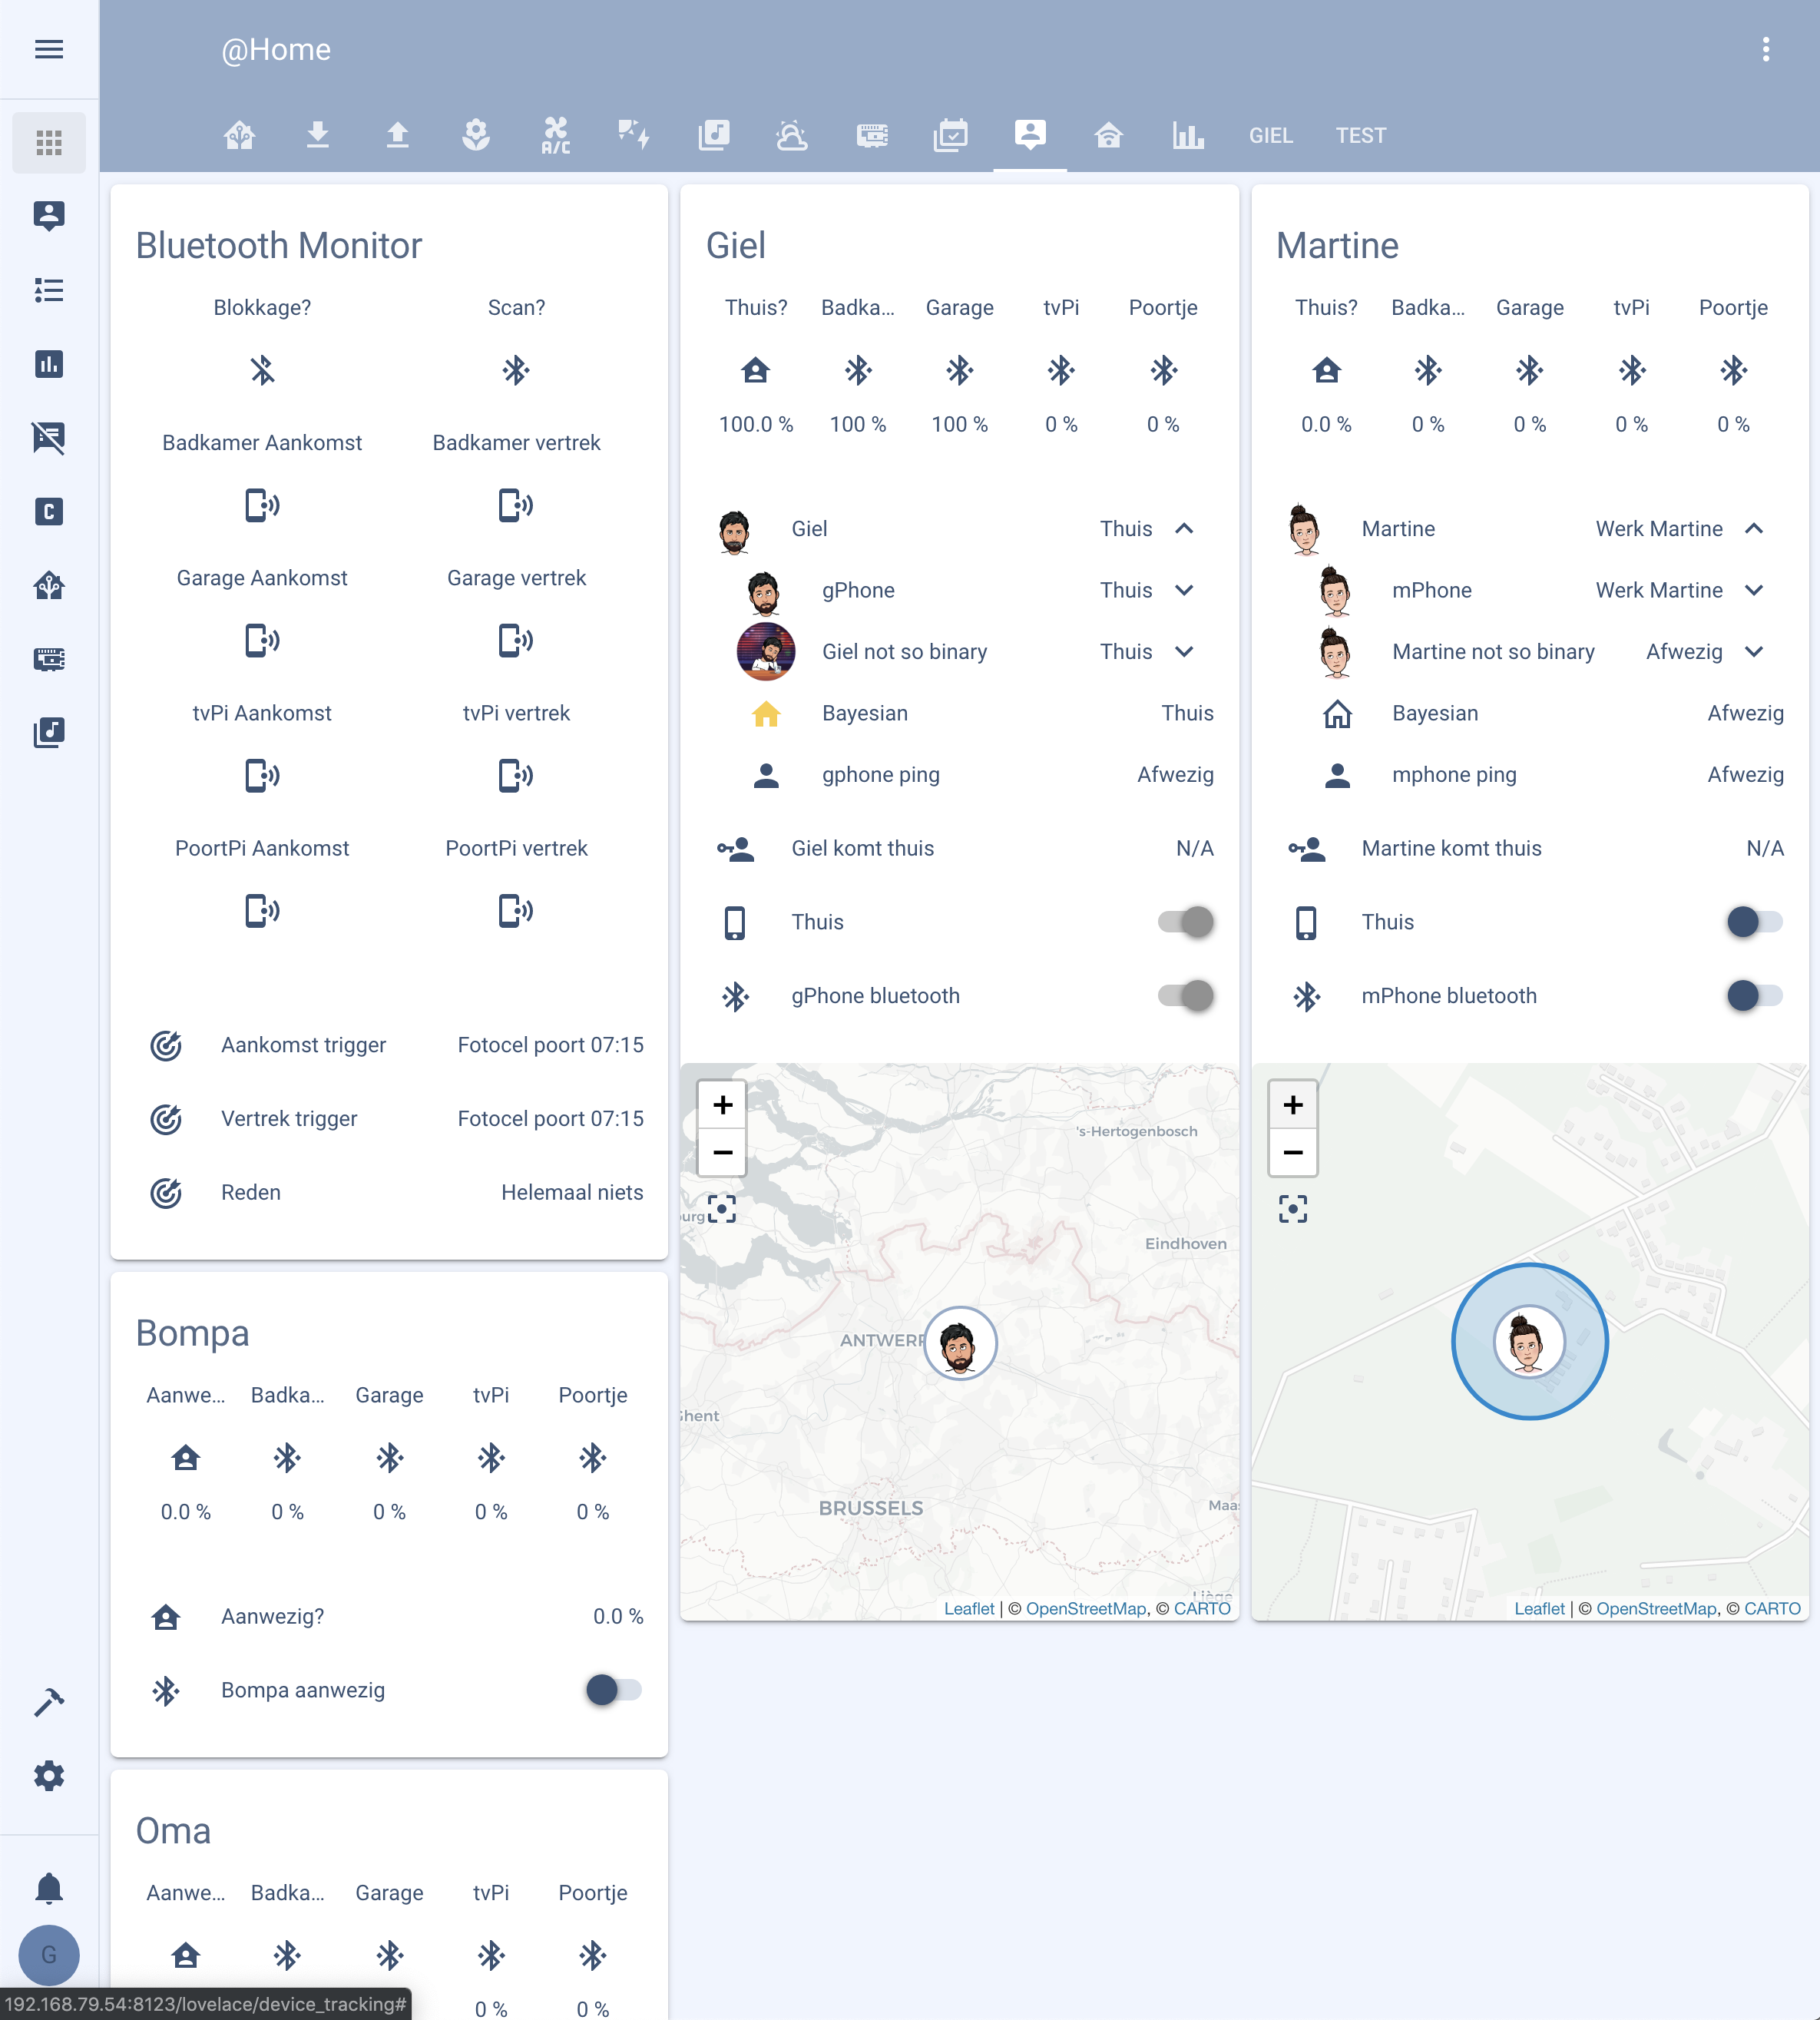 @Home
A/C
GIEL TEST
C
Bluetooth Monitor
Blokkage? Scan?
Badkamer Aankomst Badkamer vertrek
Garage Aankomst Garage vertrek
tvPi Aankomst tvPi vertrek
PoortPi Aankomst PoortPi vertrek
Aankomst trigger Fotocel poort 07:15
Vertrek trigger Fotocel poort 07:15
Reden Helemaal niets
Bompa
Aanwe... Badka... Garage tvPi Poortje
0.0 % 0 % 0 % 0 % 0 %
Aanwezig? 0.0 %
Bompa aanwezig
Oma
Aanwe... Badka... Garage tvPi Poortje
0 % 0 %
Giel
Thuis? Badka... Garage tvPi Poortje
100.0 % 100 % 100 % 0 % 0 %
Giel Thuis
gPhone Thuis
Giel not so binary Thuis
Bayesian Thuis
gphone ping Afwezig
Giel komt thuis N/A
Thuis
gPhone bluetooth
+
−
's-Hertogenbosch
Eindhoven
BRUSSELS
Leaflet | © OpenStreetMap, © CARTO
Martine
Thuis? Badka... Garage tvPi Poortje
0.0 % 0 % 0 % 0 % 0 %
Martine Werk Martine
mPhone Werk Martine
Martine not so binary Afwezig
Bayesian Afwezig
mphone ping Afwezig
Martine komt thuis N/A
Thuis
mPhone bluetooth
+
−
Leaflet | © OpenStreetMap, © CARTO
G
192.168.79.54:8123/lovelace/device_tracking#